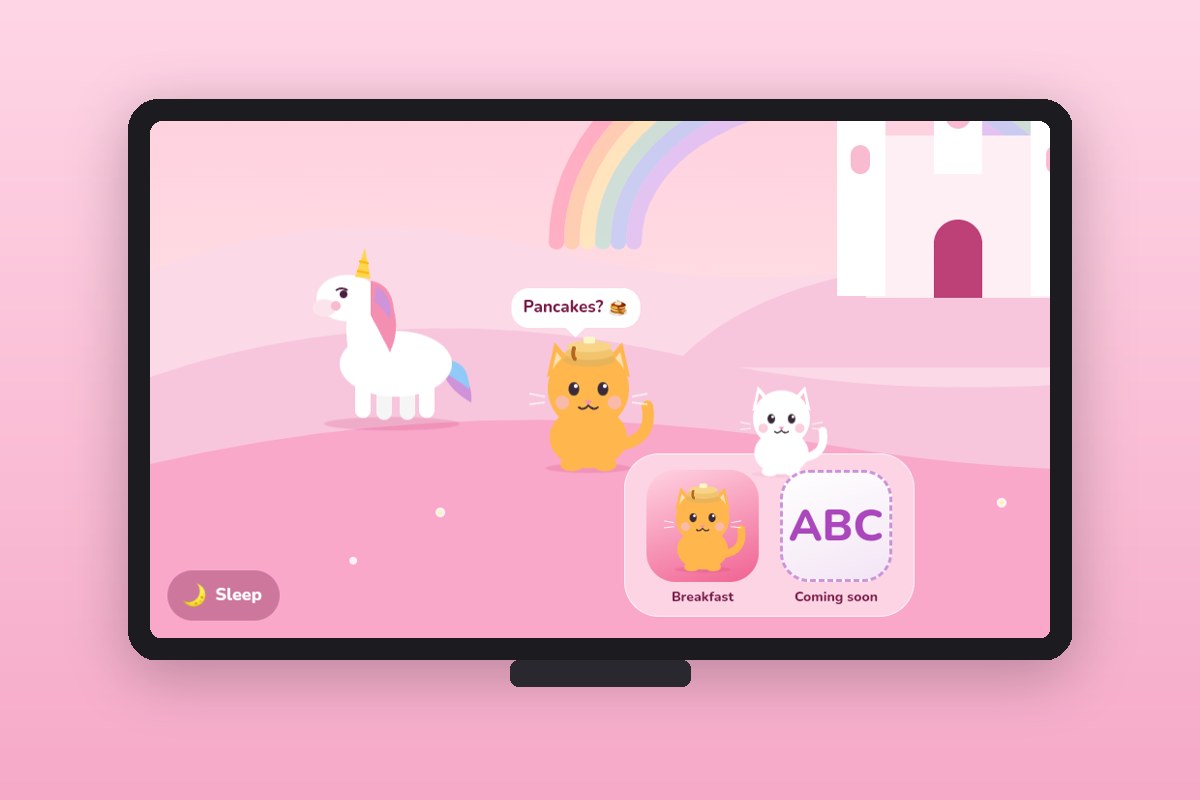 Pancakes? 🥞
ABC
Breakfast
Coming soon
🌙 Sleep